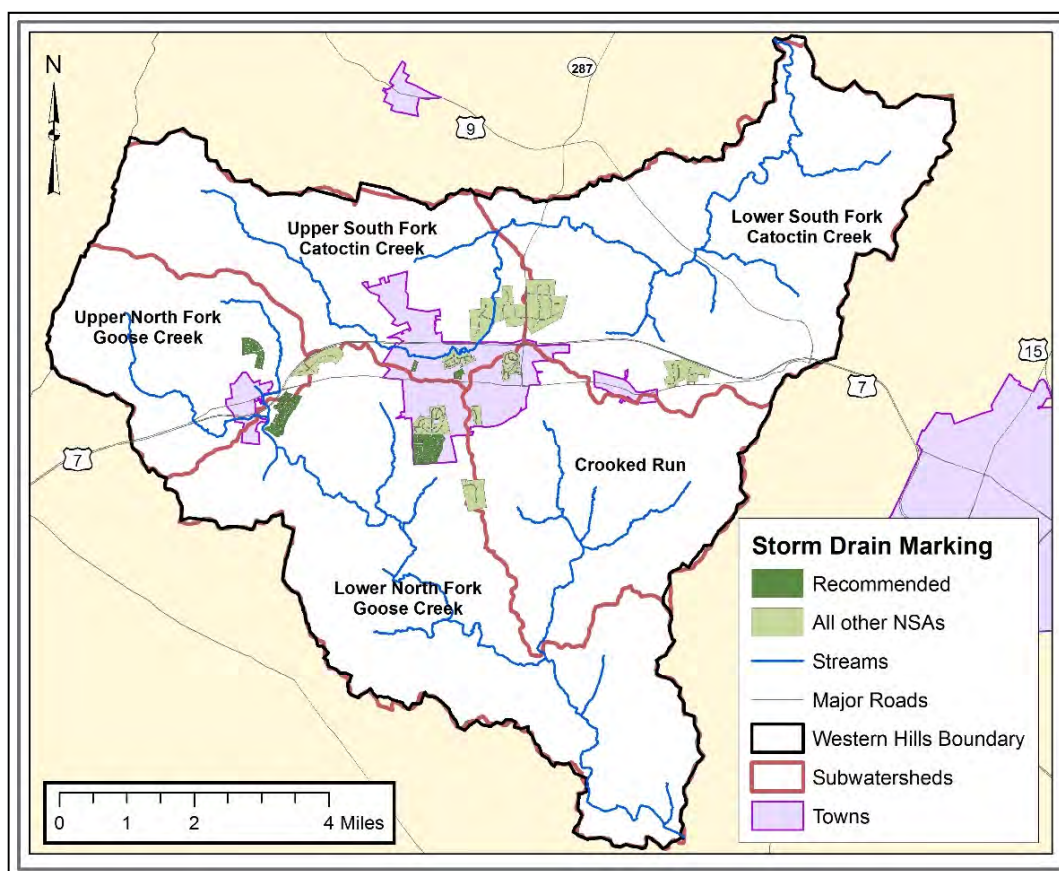 N
287
9
Upper South Fork
Catoctin Creek
Lower South Fork
Catoctin Creek
Upper North Fork
Goose Creek
15
7
7
Crooked Run
Lower North Fork
Goose Creek
Storm Drain Marking
Recommended
All other NSAs
Streams
Major Roads
Western Hills Boundary
Subwatersheds
Towns
0 1 2 4 Miles